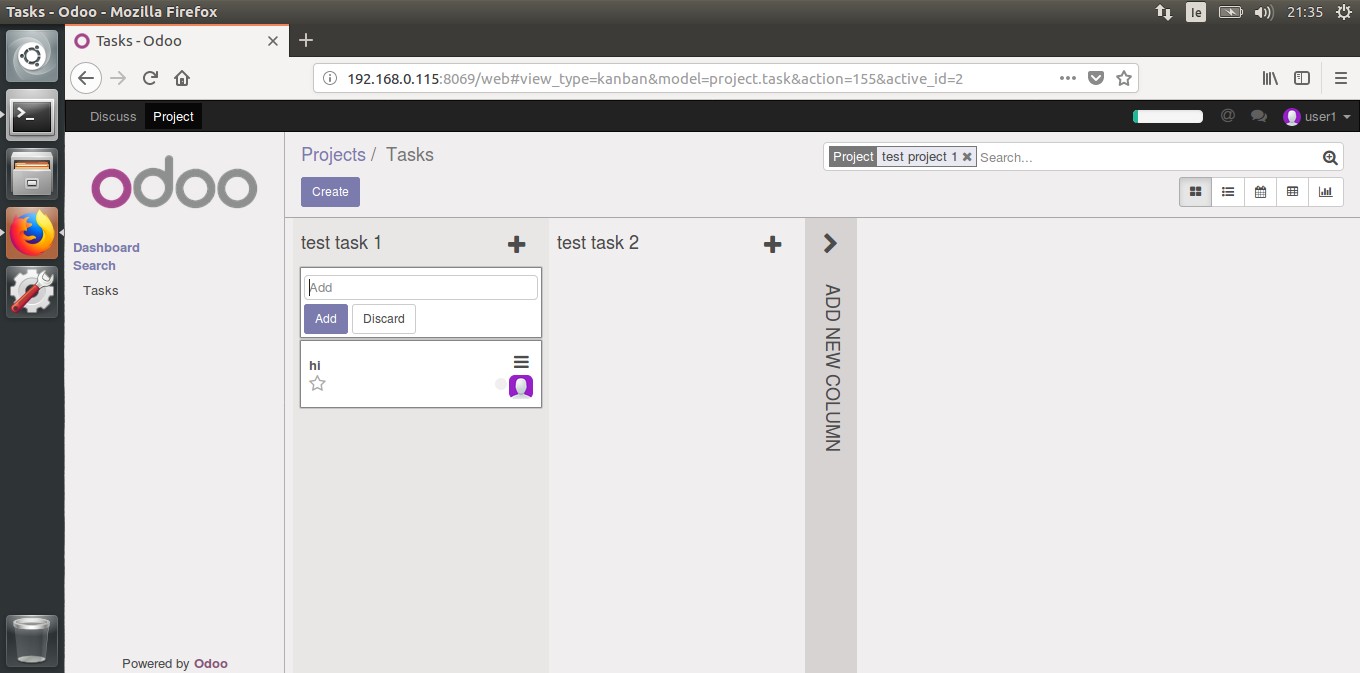 Tasks - Odoo - Mozilla Firefox
Ie
21:35
Tasks - Odoo
192.168.0.115:8069/web#view_type=kanban&model=project.task&action=155&active_id=2
Discuss Project
@ user1
odoo
Dashboard
Search
Tasks
Powered by Odoo
Projects / Tasks
Project test project 1 Search...
Create
test task 1
test task 2
Add
Add Discard
hi
ADD NEW COLUMN